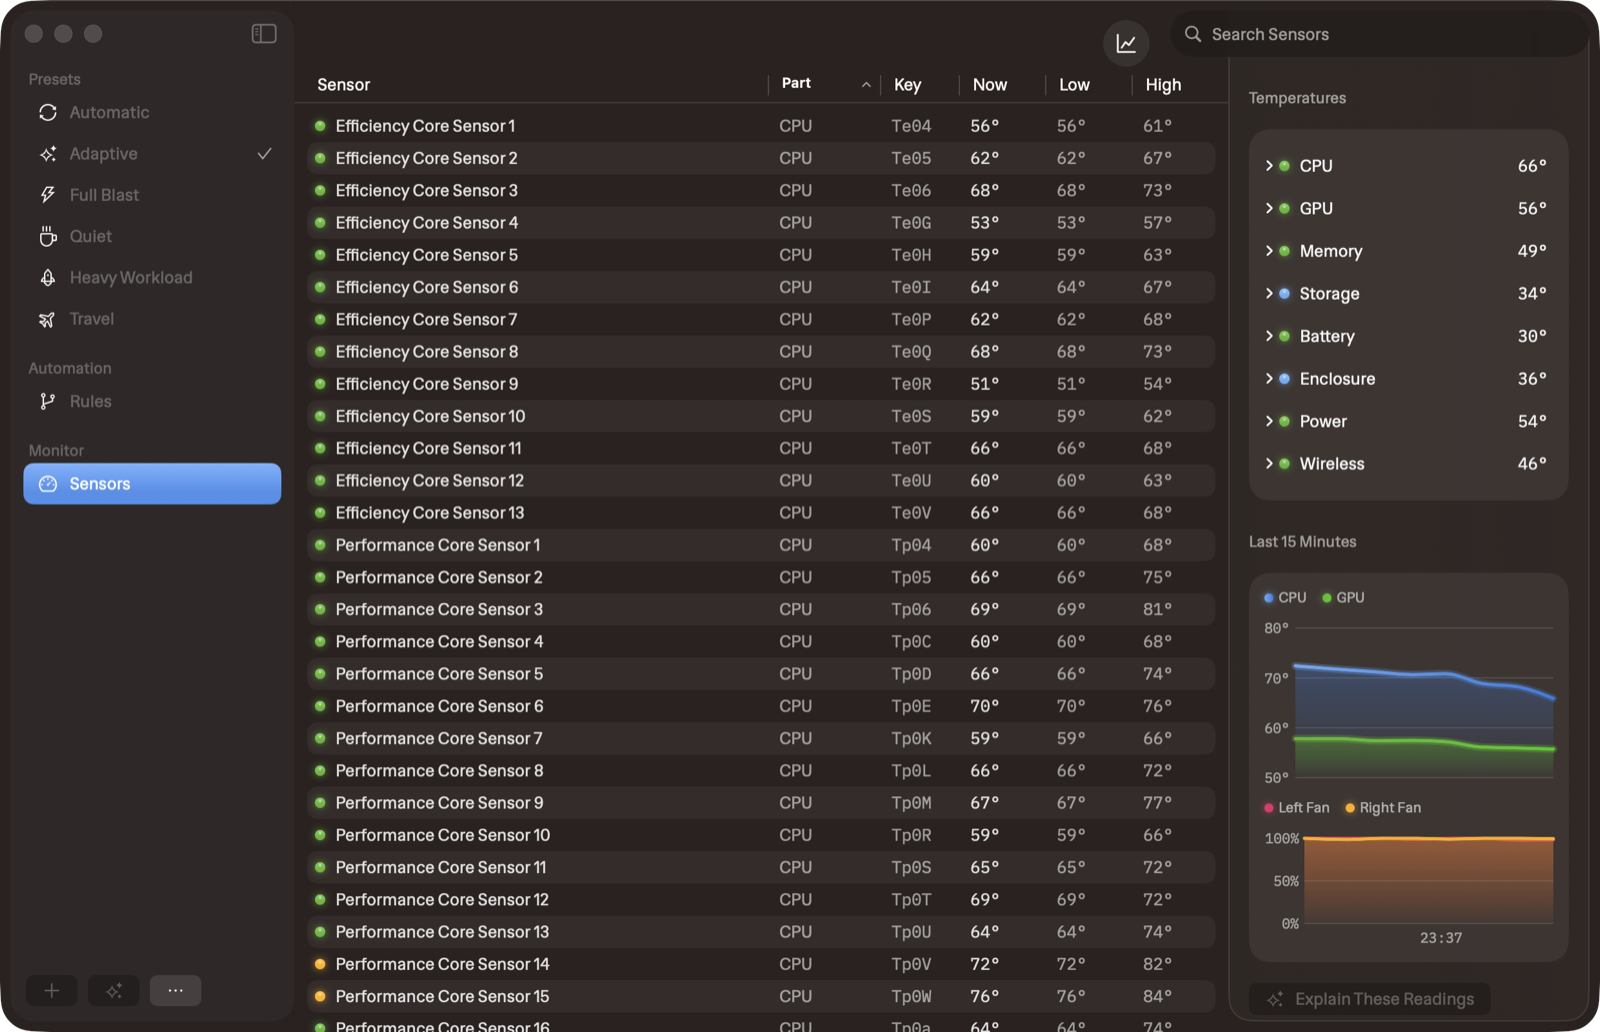 Search Sensors
Presets
Automatic
Adaptive
Full Blast
Quiet
Heavy Workload
Travel
Automation
Rules
Monitor
Sensors
Sensor Part Key Now Low High
Efficiency Core Sensor 1 CPU Te04 56° 56° 61°
Efficiency Core Sensor 2 CPU Te05 62° 62° 67°
Efficiency Core Sensor 3 CPU Te06 68° 68° 73°
Efficiency Core Sensor 4 CPU Te0G 53° 53° 57°
Efficiency Core Sensor 5 CPU Te0H 59° 59° 63°
Efficiency Core Sensor 6 CPU Te0I 64° 64° 67°
Efficiency Core Sensor 7 CPU Te0P 62° 62° 68°
Efficiency Core Sensor 8 CPU Te0Q 68° 68° 73°
Efficiency Core Sensor 9 CPU Te0R 51° 51° 54°
Efficiency Core Sensor 10 CPU Te0S 59° 59° 62°
Efficiency Core Sensor 11 CPU Te0T 66° 66° 68°
Efficiency Core Sensor 12 CPU Te0U 60° 60° 63°
Efficiency Core Sensor 13 CPU Te0V 66° 66° 68°
Performance Core Sensor 1 CPU Tp04 60° 60° 68°
Performance Core Sensor 2 CPU Tp05 66° 66° 75°
Performance Core Sensor 3 CPU Tp06 69° 69° 81°
Performance Core Sensor 4 CPU Tp0C 60° 60° 68°
Performance Core Sensor 5 CPU Tp0D 66° 66° 74°
Performance Core Sensor 6 CPU Tp0E 70° 70° 76°
Performance Core Sensor 7 CPU Tp0K 59° 59° 66°
Performance Core Sensor 8 CPU Tp0L 66° 66° 72°
Performance Core Sensor 9 CPU Tp0M 67° 67° 77°
Performance Core Sensor 10 CPU Tp0R 59° 59° 66°
Performance Core Sensor 11 CPU Tp0S 65° 65° 72°
Performance Core Sensor 12 CPU Tp0T 69° 69° 72°
Performance Core Sensor 13 CPU Tp0U 64° 64° 74°
Performance Core Sensor 14 CPU Tp0V 72° 72° 82°
Performance Core Sensor 15 CPU Tp0W 76° 76° 84°
Performance Core Sensor 16 CPU Tp0a 64° 64° 74°
Temperatures
CPU 66°
GPU 56°
Memory 49°
Storage 34°
Battery 30°
Enclosure 36°
Power 54°
Wireless 46°
Last 15 Minutes
CPU GPU
80°
70°
60°
50°
Left Fan Right Fan
100%
50%
0%
23:37
Explain These Readings